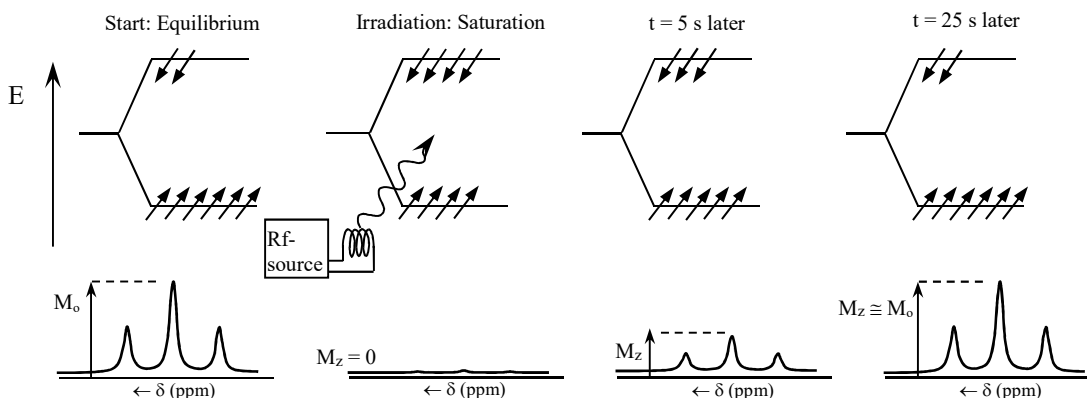 Start: Equilibrium
Irradiation: Saturation
t = 5 s later
t = 25 s later
E
Rf-
source
Mo
Mz = 0
Mz
Mz ≅ Mo
← δ (ppm)
← δ (ppm)
← δ (ppm)
← δ (ppm)